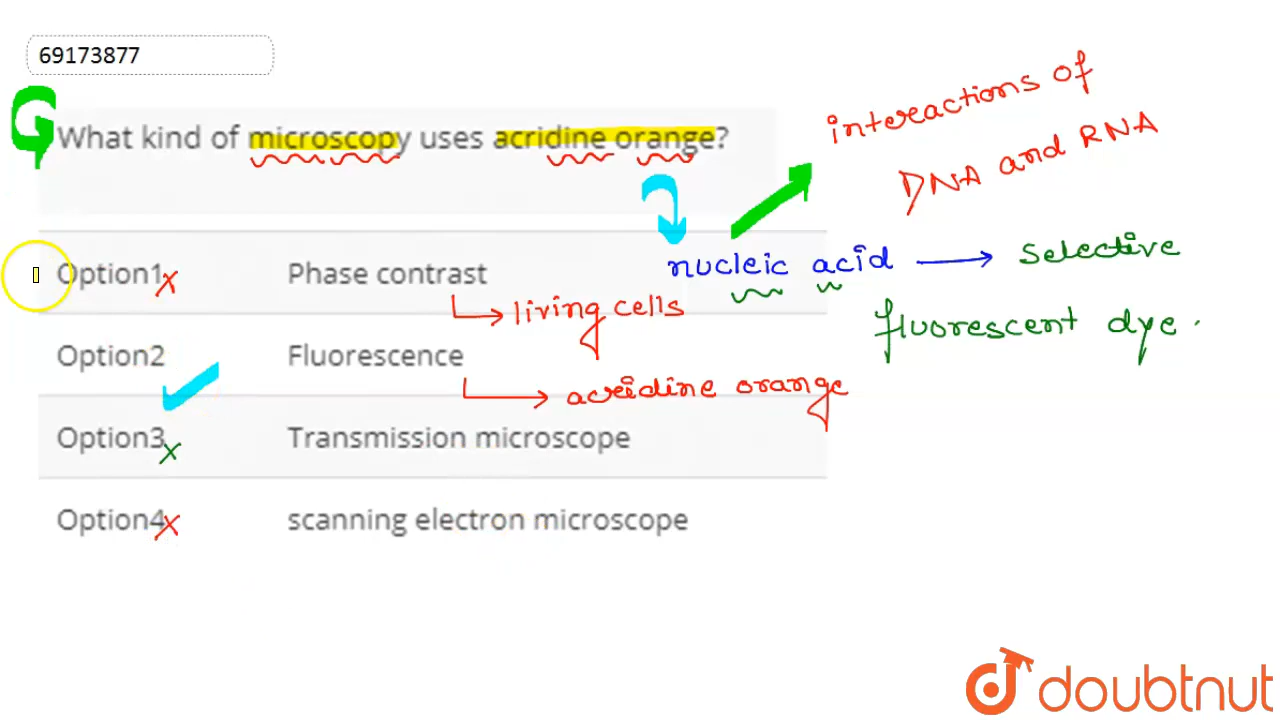 69173877
What kind of microscopy uses acridine orange?
interactions of
DNA and RNA
nucleic acid → selective
fluorescent dye.
Option1 x Phase contrast
living cells
Option2 Fluorescence
acridine orange
Option3 x Transmission microscope
Option4 x scanning electron microscope
doubtnut